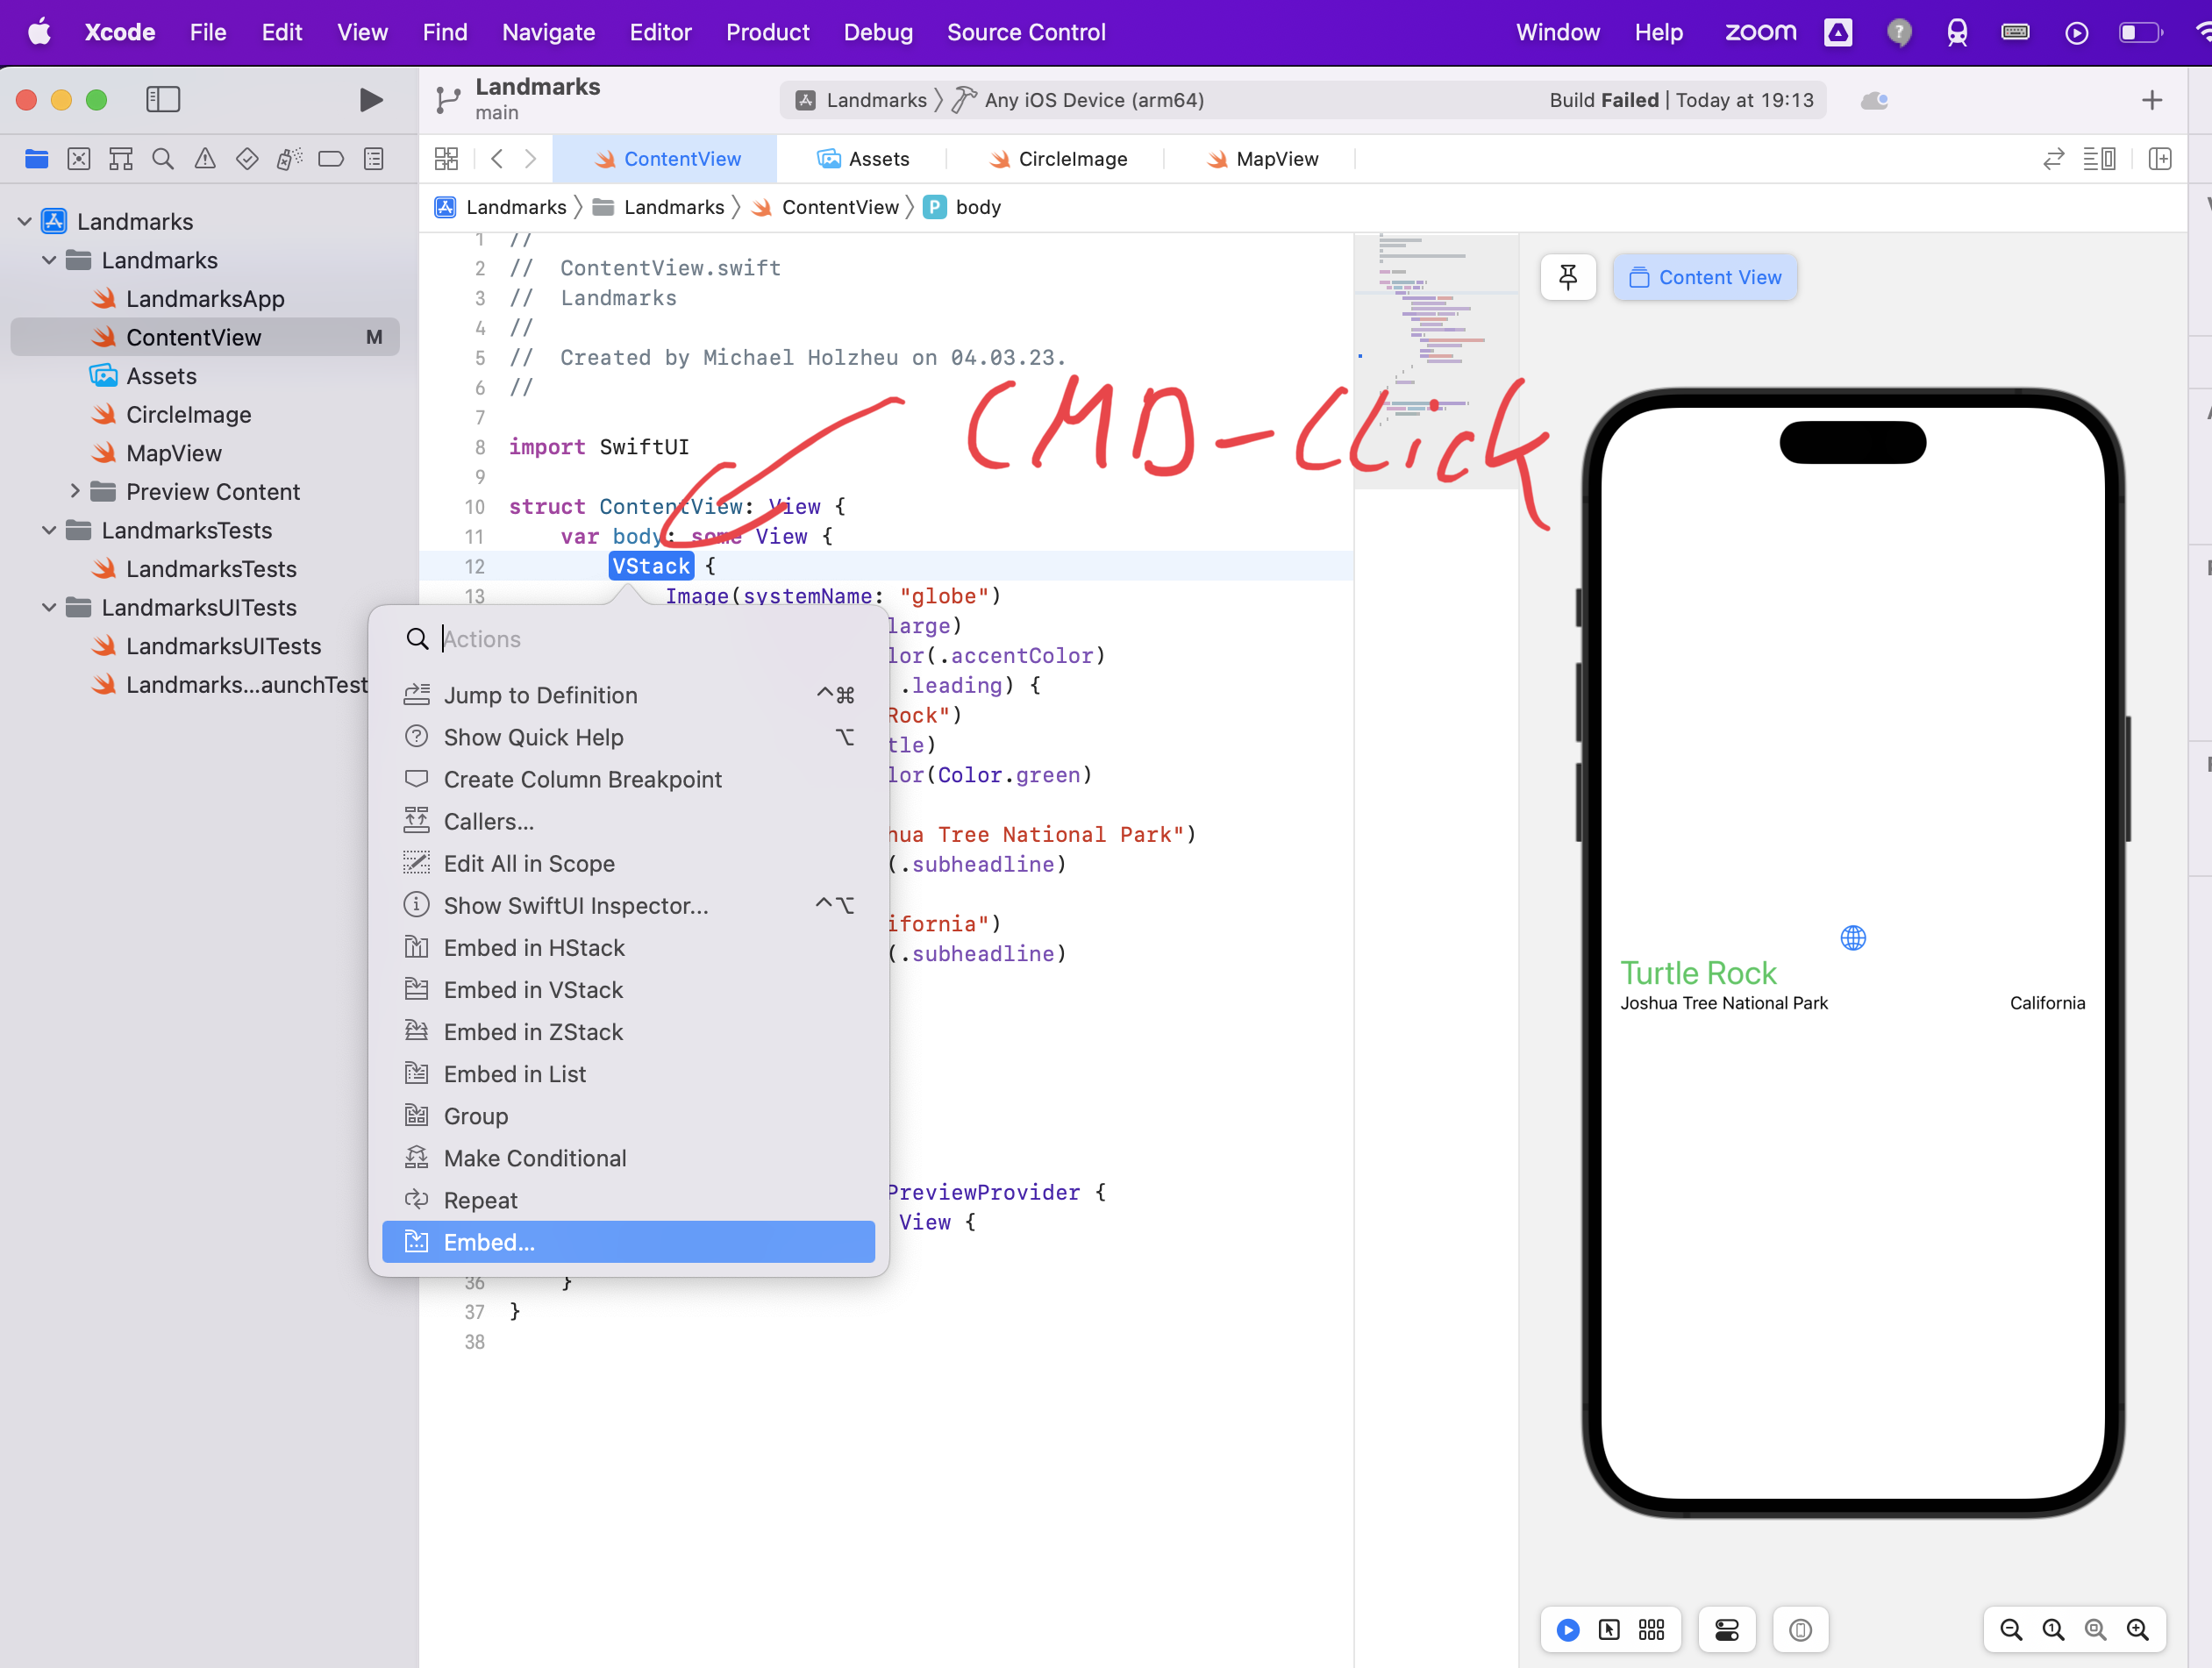 Xcode File Edit View Find Navigate Editor Product Debug Source Control Window Help zoom
Landmarks
main
Landmarks Any iOS Device (arm64) Build Failed | Today at 19:13
ContentView Assets CircleImage MapView
Landmarks Landmarks ContentView P body
Landmarks
Landmarks
LandmarksApp
ContentView M
Assets
CircleImage
MapView
Preview Content
LandmarksTests
LandmarksTests
LandmarksUITests
LandmarksUITests
Landmarks...aunchTest
1 //
2 // ContentView.swift
3 // Landmarks
4 //
5 // Created by Michael Holzheu on 04.03.23.
6 //
7
CMD-Click
8 import SwiftUI
9
10 struct ContentView: View {
11 var body: some View {
12 VStack {
13 Image(systemName: "globe")
large)
lor(.accentColor)
.leading) {
Rock")
tle)
lor(Color.green)
hua Tree National Park")
(.subheadline)
ifornia")
(.subheadline)
PreviewProvider {
View {
36 }
37 }
38
Actions
Jump to Definition ^⌘
Show Quick Help ⌥
Create Column Breakpoint
Callers...
Edit All in Scope
Show SwiftUI Inspector... ^⌥
Embed in HStack
Embed in VStack
Embed in ZStack
Embed in List
Group
Make Conditional
Repeat
Embed...
Content View
Turtle Rock
Joshua Tree National Park California